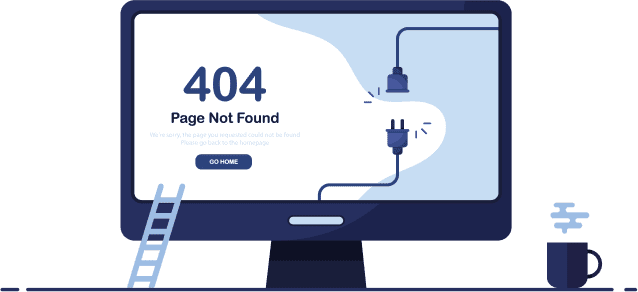 404
Page Not Found
We're sorry, the page you requested could not be found
Please go back to the homepage
GO HOME